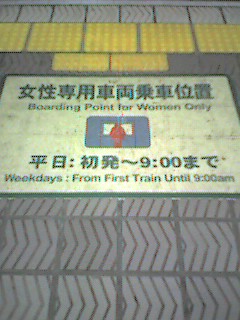 女性専用車両乗車位置
Boarding Point for Women Only
平日:初発～9:00まで
Weekdays : From First Train Until 9:00am